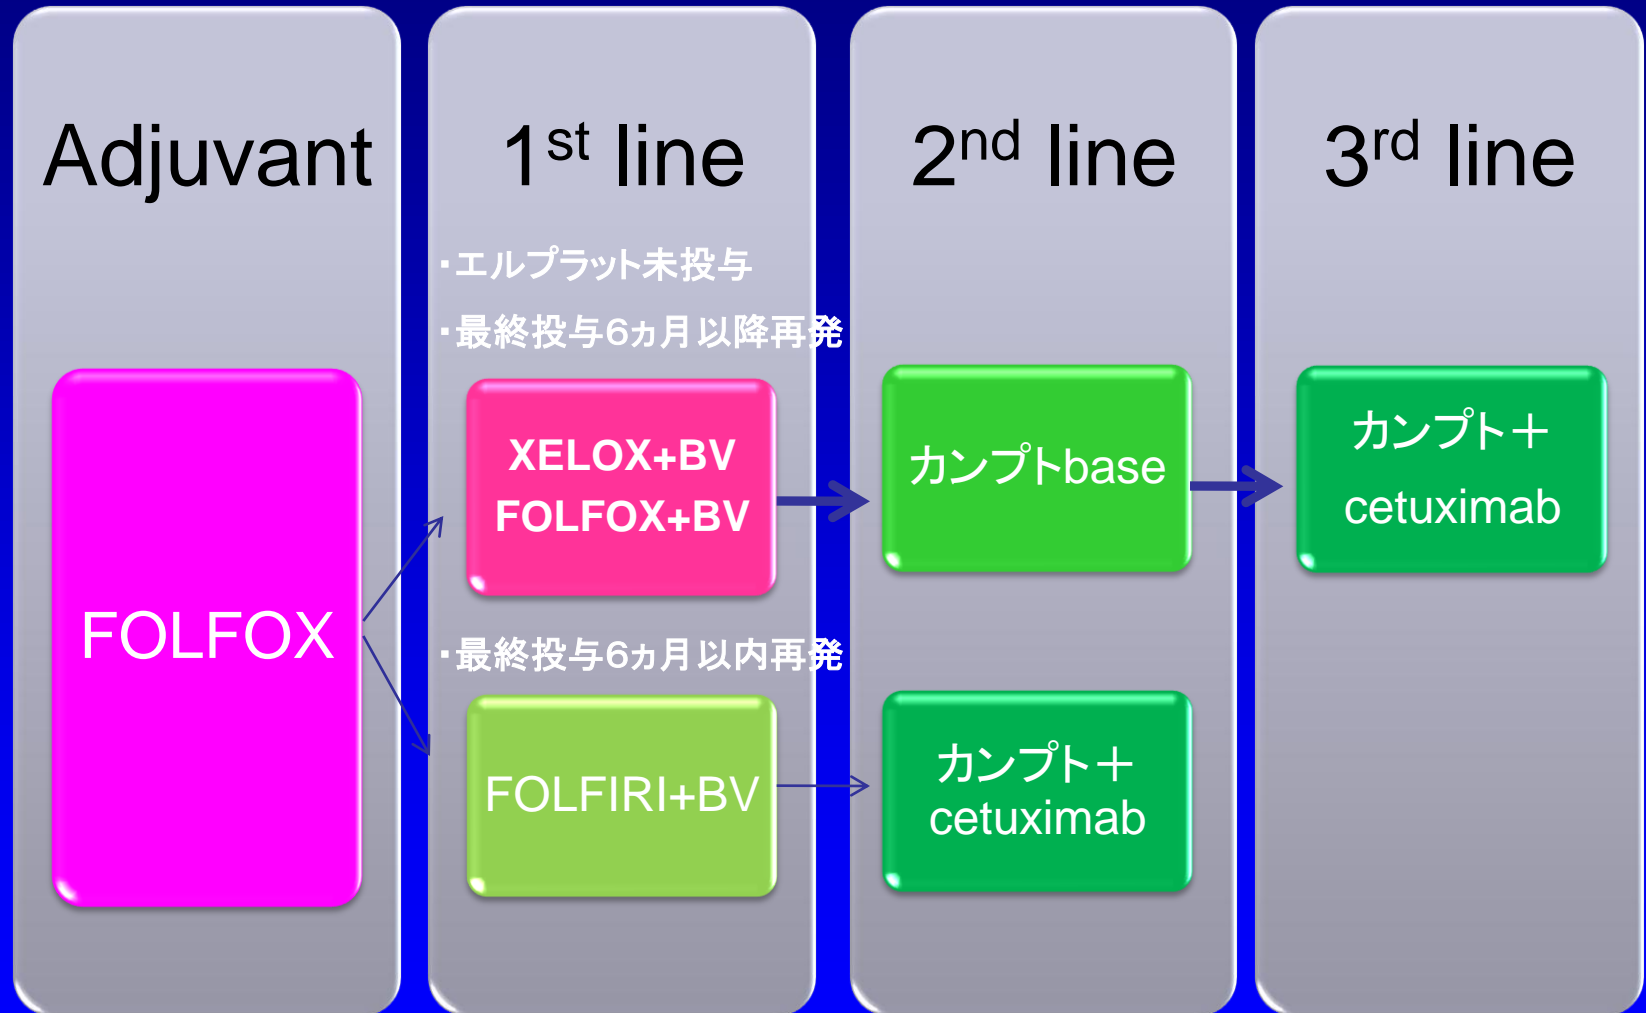 Adjuvant
FOLFOX
1st line
・エルプラット未投与
・最終投与6ヵ月以降再発
XELOX+BV
FOLFOX+BV
・最終投与6ヵ月以内再発
FOLFIRI+BV
2nd line
カンプトbase
カンプト＋
cetuximab
3rd line
カンプト＋
cetuximab